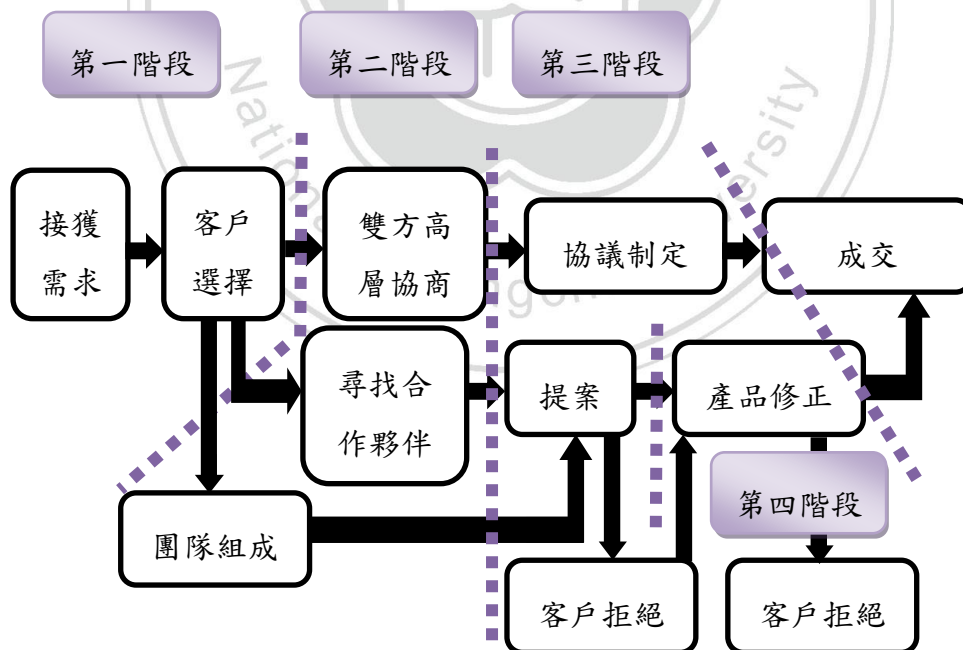 第一階段
第二階段
第三階段
接獲
需求
客戶
選擇
雙方高
層協商
協議制定
成交
尋找合
作夥伴
提案
產品修正
第四階段
團隊組成
客戶拒絕
客戶拒絕